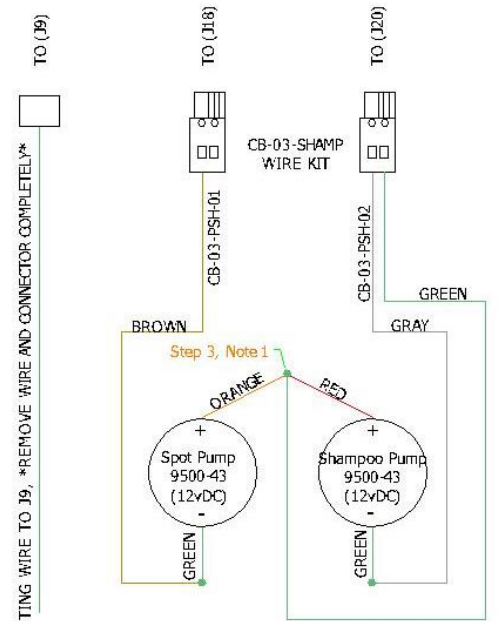 TO (J9)
TO (J18)
TO (J20)
CB-03-SHAMP
WIRE KIT
CB-03-PSH-01
CB-03-PSH-02
GREEN
BROWN
GRAY
Step 3, Note 1
ORANGE
RED
+
+
Spot Pump
9500-43
(12vDC)
-
Shampoo Pump
9500-43
(12vDC)
-
GREEN
GREEN
TING WIRE TO J9, *REMOVE WIRE AND CONNECTOR COMPLETELY*